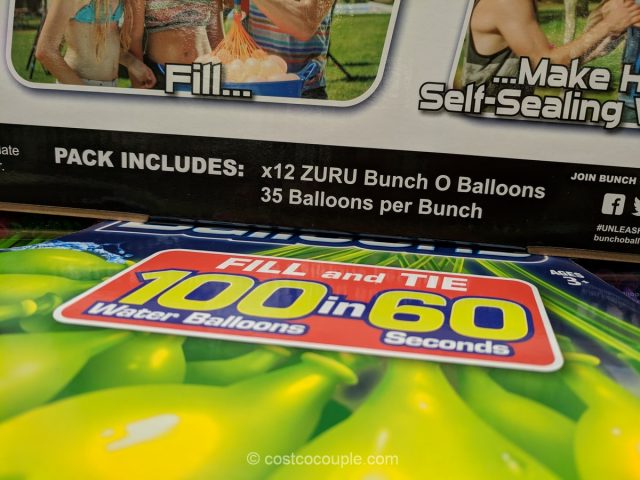 Fill...
...Make H
Self-Sealing
PACK INCLUDES: x12 ZURU Bunch O Balloons
35 Balloons per Bunch
JOIN BUNCH
#UNLEAS
bunchoball
Balloons
AGES
3+
FILL and TIE
100 in 60
Water Balloons
Seconds
costcocouple.com